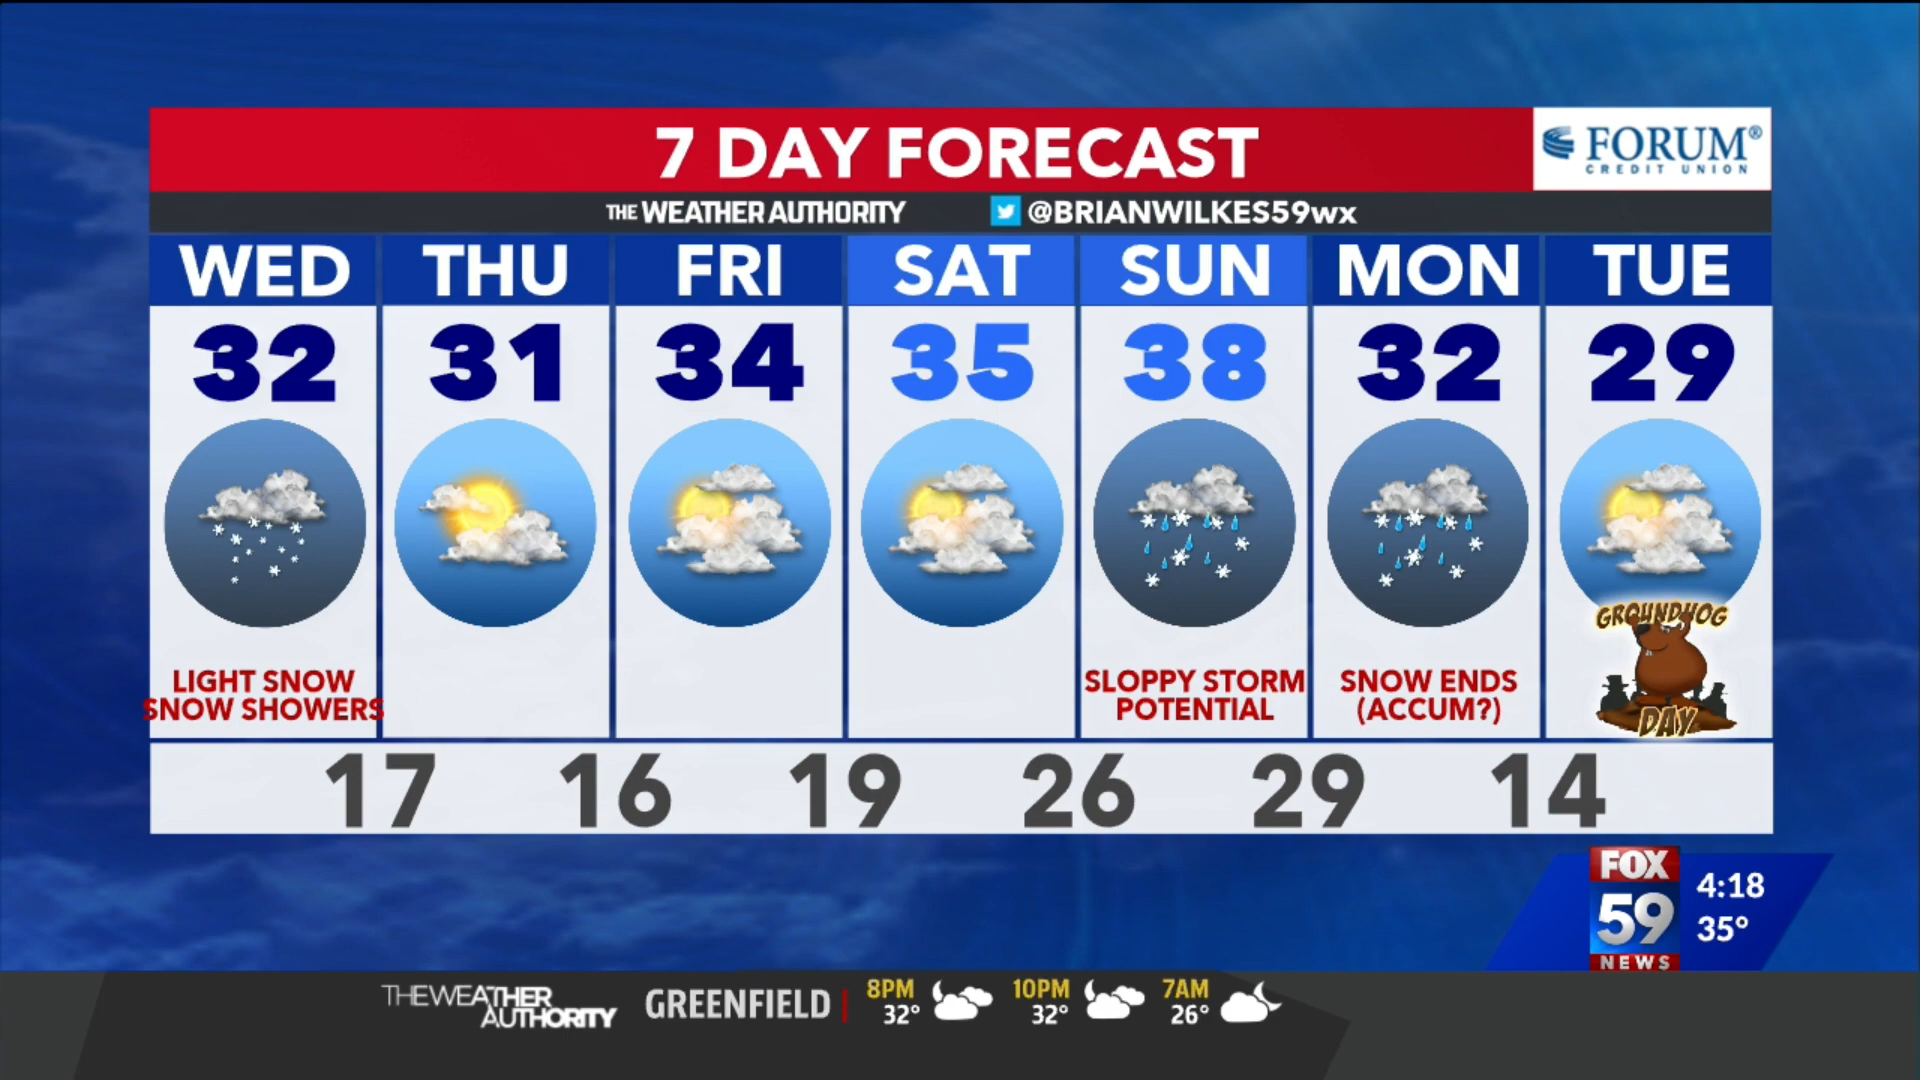 7 DAY FORECAST
FORUM®
CREDIT UNION
THE WEATHER AUTHORITY @BRIANWILKES59wx
WED THU FRI SAT SUN MON TUE
32 31 34 35 38 32 29
GROUNDHOG
DAY
LIGHT SNOW
SNOW SHOWERS
SLOPPY STORM
POTENTIAL
SNOW ENDS
(ACCUM?)
17 16 19 26 29 14
FOX
59
NEWS
4:18
35°
THE WEATHER
AUTHORITY
GREENFIELD
8PM
32°
10PM
32°
7AM
26°